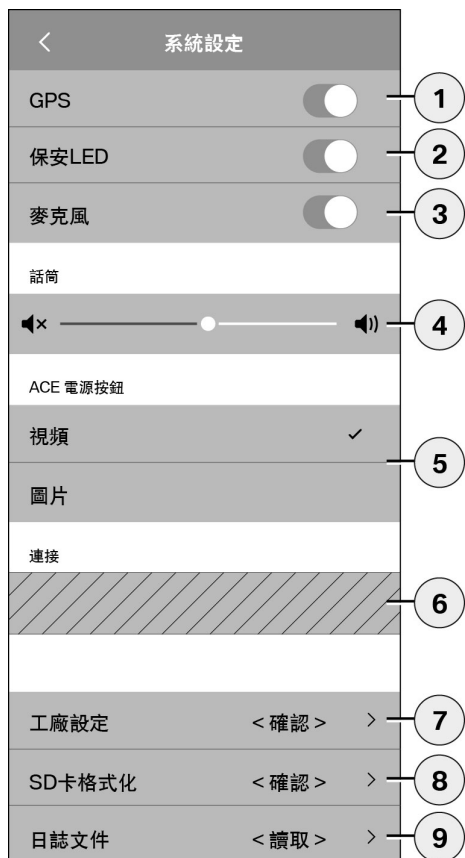 系統設定
GPS 1
保安LED 2
麥克風 3
話筒
4
ACE 電源按鈕
視頻
5
圖片
連接
6
工廠設定 <確認> 7
SD卡格式化 <確認> 8
日誌文件 <讀取> 9